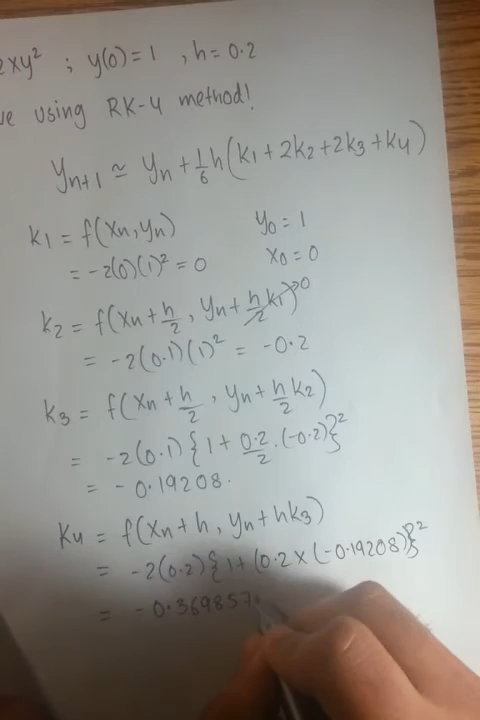 2xy² ; y(0)=1 , h=0.2
using RK-4 method!
yn+1 ≃ yn + 1/6 h(k1 + 2k2 + 2k3 + k4)
k1 = f(xn, yn) y0 = 1
= -2(0)(1)² = 0 x0 = 0
k2 = f(xn + h/2, yn + h/2 k1) 0
= -2(0.1)(1)² = -0.2
k3 = f(xn + h/2, yn + h/2 k2)
= -2(0.1){1 + 0.2/2 . (-0.2)}²
= -0.19208.
k4 = f(xn + h, yn + hk3)
= -2(0.2){1 + (0.2 x (-0.19208)}²
= -0.369857